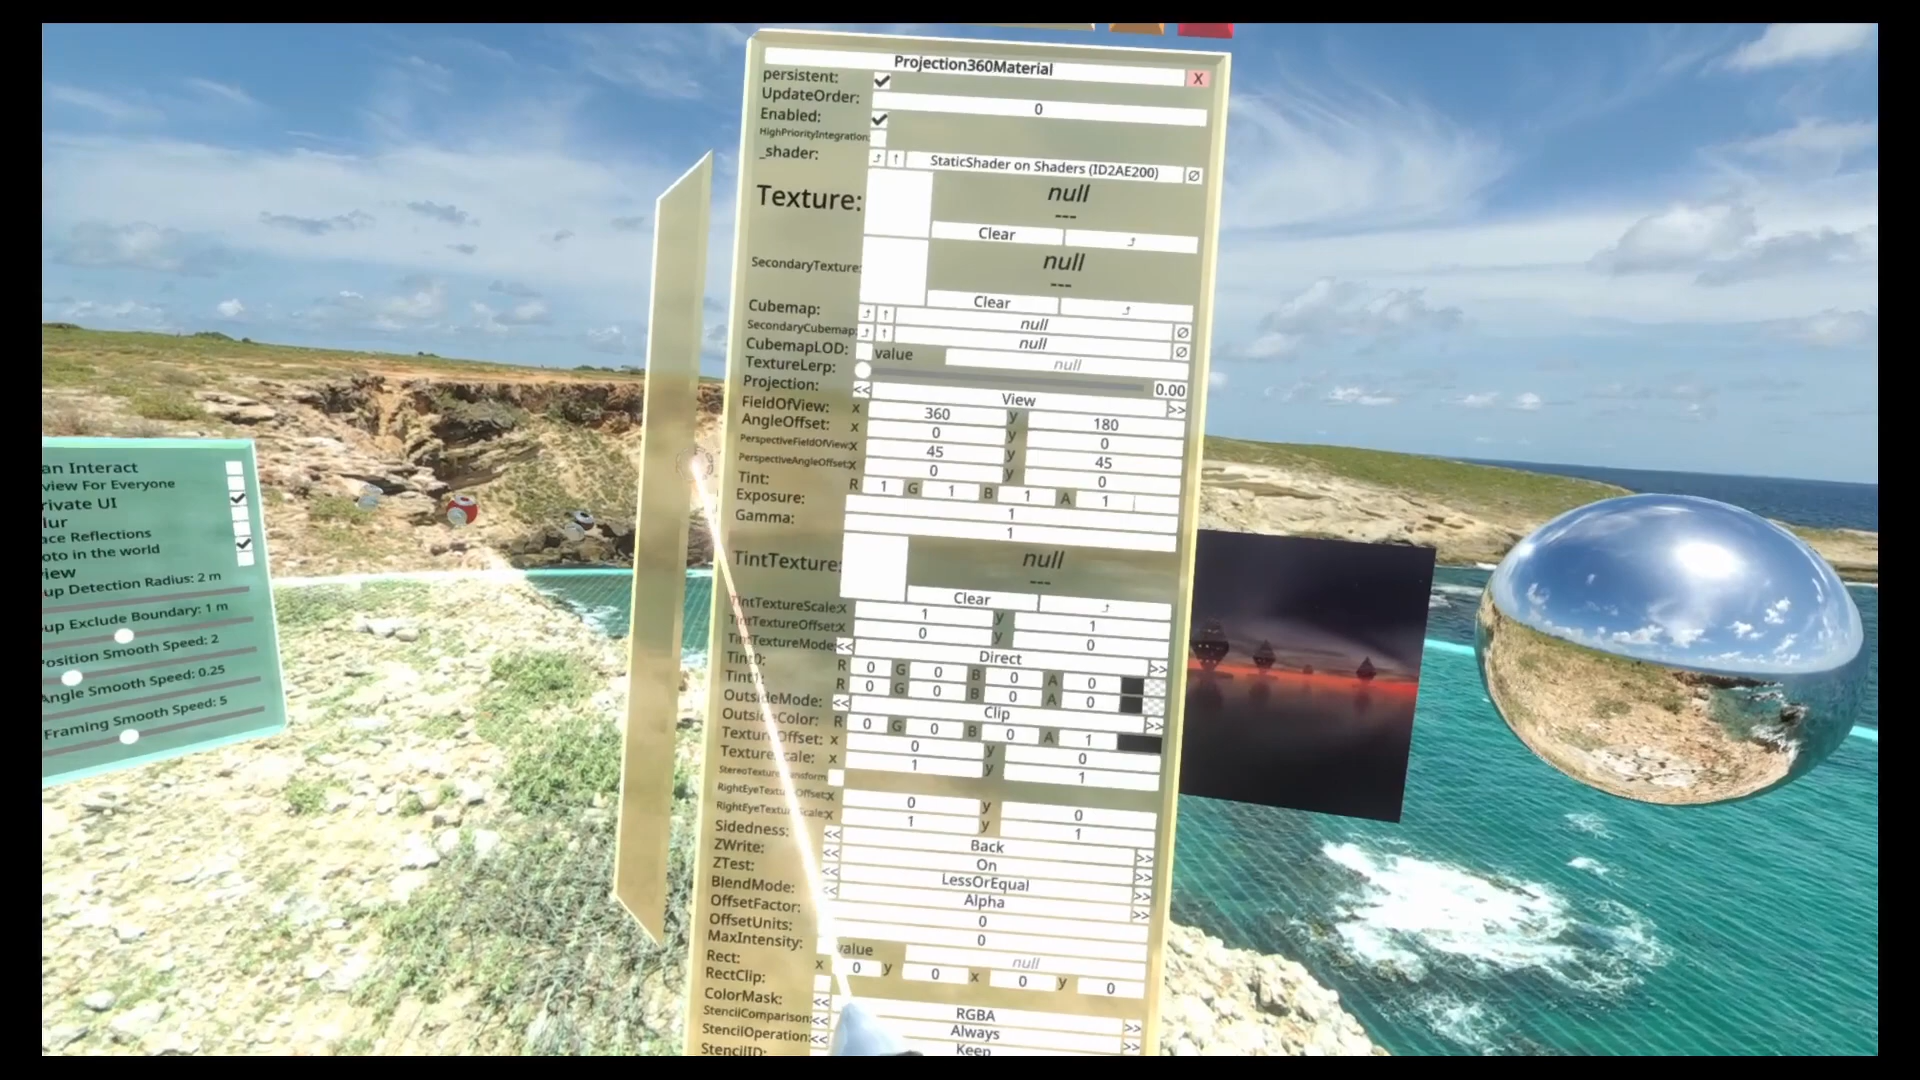 Projection360Material X
persistent:
UpdateOrder: 0
Enabled:
HighPriorityIntegration:
_shader: StaticShader on Shaders (ID2AE200) Ø
Texture: null
---
Clear
SecondaryTexture: null
---
Clear
Cubemap: null Ø
SecondaryCubemap: null Ø
CubemapLOD: value null
TextureLerp: 0.00
Projection: << View >>
FieldOfView: x 360 y 180
AngleOffset: x 0 y 0
PerspectiveFieldOfView: x 45 y 45
PerspectiveAngleOffset: x 0 y 0
Tint: R 1 G 1 B 1 A 1
Exposure: 1
Gamma: 1
TintTexture: null
---
Clear
TintTextureScale: x 1 y 1
TintTextureOffset: x 0 y 0
TintTextureMode: << Direct >>
Tint0: R 0 G 0 B 0 A 0
Tint1: R 0 G 0 B 0 A 0
OutsideMode: << Clip >>
OutsideColor: R 0 G 0 B 0 A 1
TextureOffset: x 0 y 0
TextureScale: x 1 y 1
StereoTextureTransform:
RightEyeTextureOffset: x 0 y 0
RightEyeTextureScale: x 1 y 1
Sidedness: << Back >>
ZWrite: << On >>
ZTest: << LessOrEqual >>
BlendMode: << Alpha >>
OffsetFactor: 0
OffsetUnits: 0
MaxIntensity: value null
Rect: x 0 y 0 x 0 y 0
RectClip:
ColorMask: << RGBA >>
StencilComparison: << Always >>
StencilOperation: << Keep >>
StencilID:
an Interact
view For Everyone
rivate UI
lur
ace Reflections
oto in the world
iew
up Detection Radius: 2 m
up Exclude Boundary: 1 m
osition Smooth Speed: 2
Angle Smooth Speed: 0.25
Framing Smooth Speed: 5